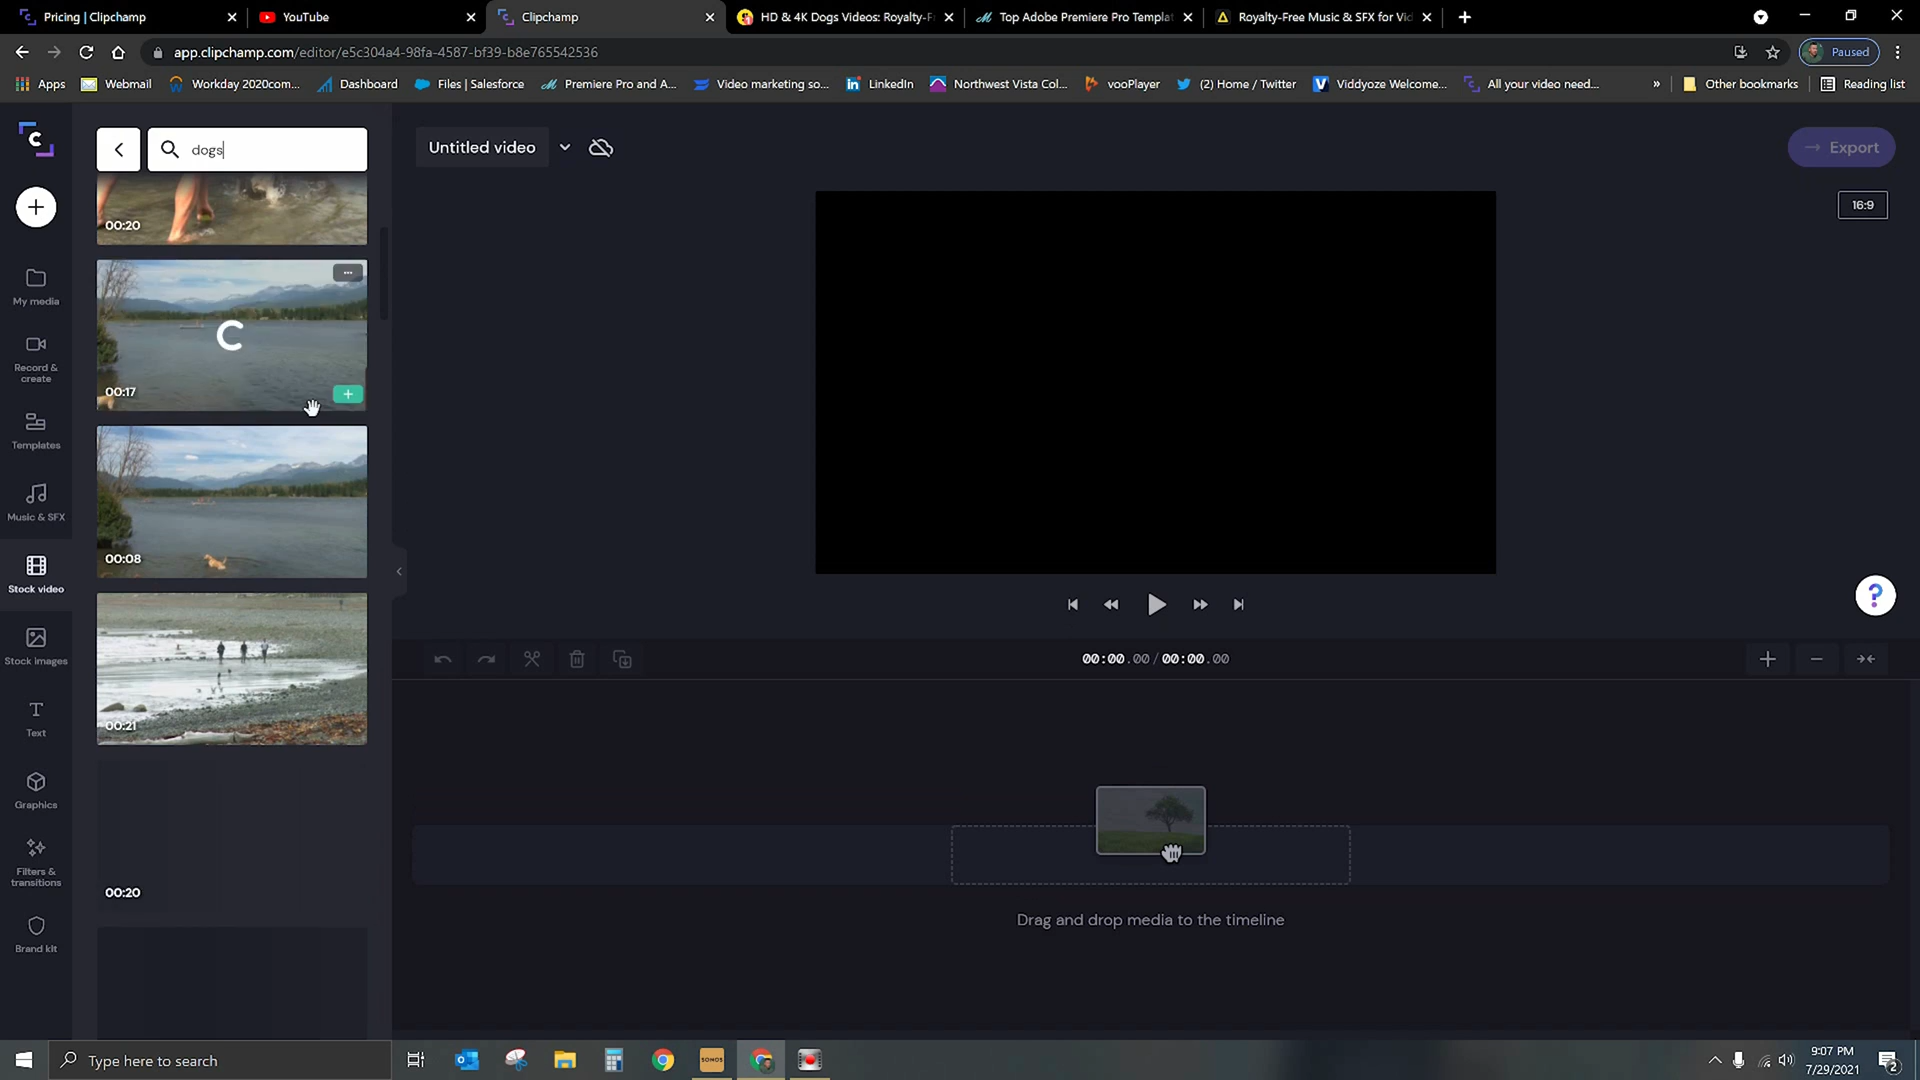 Pricing | Clipchamp
YouTube
Clipchamp
HD & 4K Dogs Videos: Royalty-F
Top Adobe Premiere Pro Templat
Royalty-Free Music & SFX for Vid
app.clipchamp.com/editor/e5c304a4-98fa-4587-bf39-b8e765542536
Paused
Apps
Webmail
Workday 2020com...
Dashboard
Files | Salesforce
Premiere Pro and A...
Video marketing so...
LinkedIn
Northwest Vista Col...
vooPlayer
(2) Home / Twitter
Viddyoze Welcome...
All your video need...
»
Other bookmarks
Reading list
dogs
Untitled video
Export
16:9
00:20
00:17
00:08
00:21
00:20
My media
Record &
create
Templates
Music & SFX
Stock video
Stock images
Text
Graphics
Filters &
transitions
Brand kit
?
00:00.00 / 00:00.00
Drag and drop media to the timeline
Type here to search
SONOS
9:07 PM
7/29/2021
2